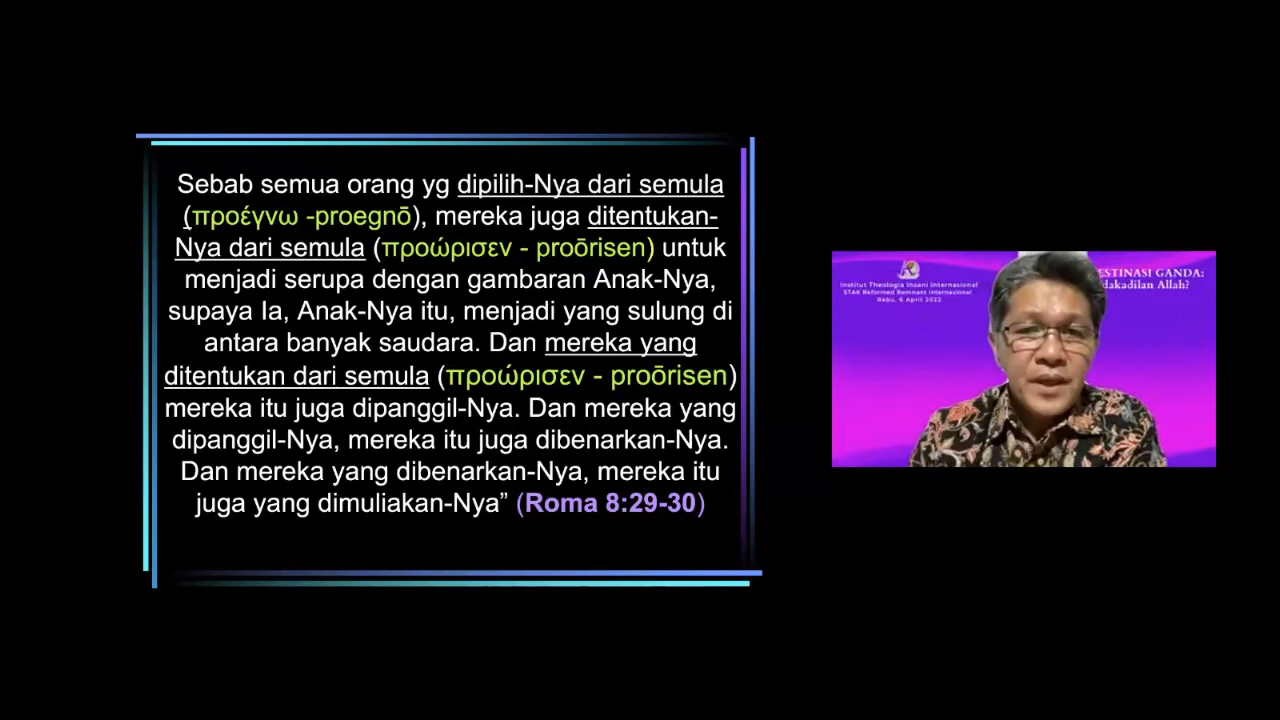 Sebab semua orang yg dipilih-Nya dari semula
(προέγνω -proegnō), mereka juga ditentukan-
Nya dari semula (προώρισεν - proōrisen) untuk
menjadi serupa dengan gambaran Anak-Nya,
supaya Ia, Anak-Nya itu, menjadi yang sulung di
antara banyak saudara. Dan mereka yang
ditentukan dari semula (προώρισεν - proōrisen)
mereka itu juga dipanggil-Nya. Dan mereka yang
dipanggil-Nya, mereka itu juga dibenarkan-Nya.
Dan mereka yang dibenarkan-Nya, mereka itu
juga yang dimuliakan-Nya” (Roma 8:29-30)
Institut Theologia Insani Internasional
STAK Reformed Remnant Internasional
Rabu, 6 April 2022
ESTINASI GANDA:
dakadilan Allah?